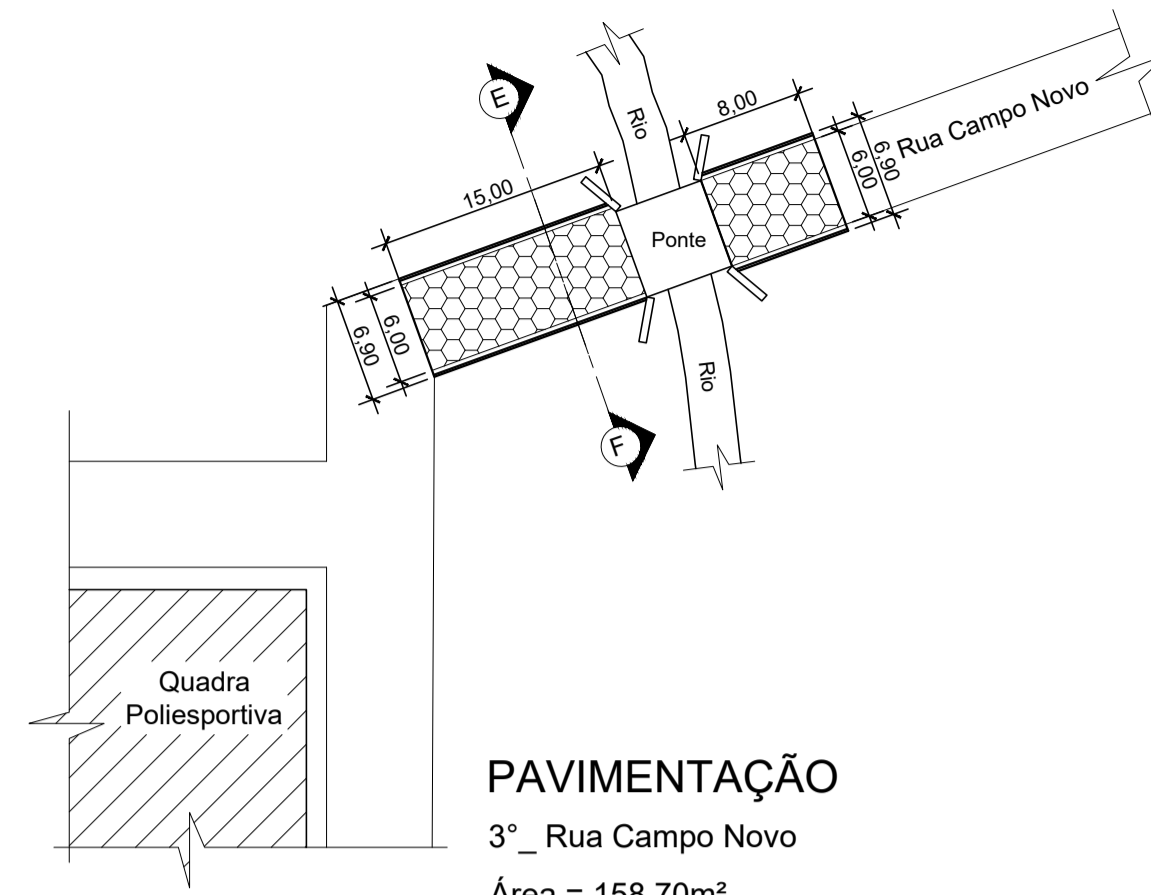 E
Rio
8,00
Rua Campo Novo
6,90
6,00
15,00
Ponte
6,00
6,90
Rio
F
Quadra
Poliesportiva
PAVIMENTAÇÃO
3°_ Rua Campo Novo
Área = 158,70m²